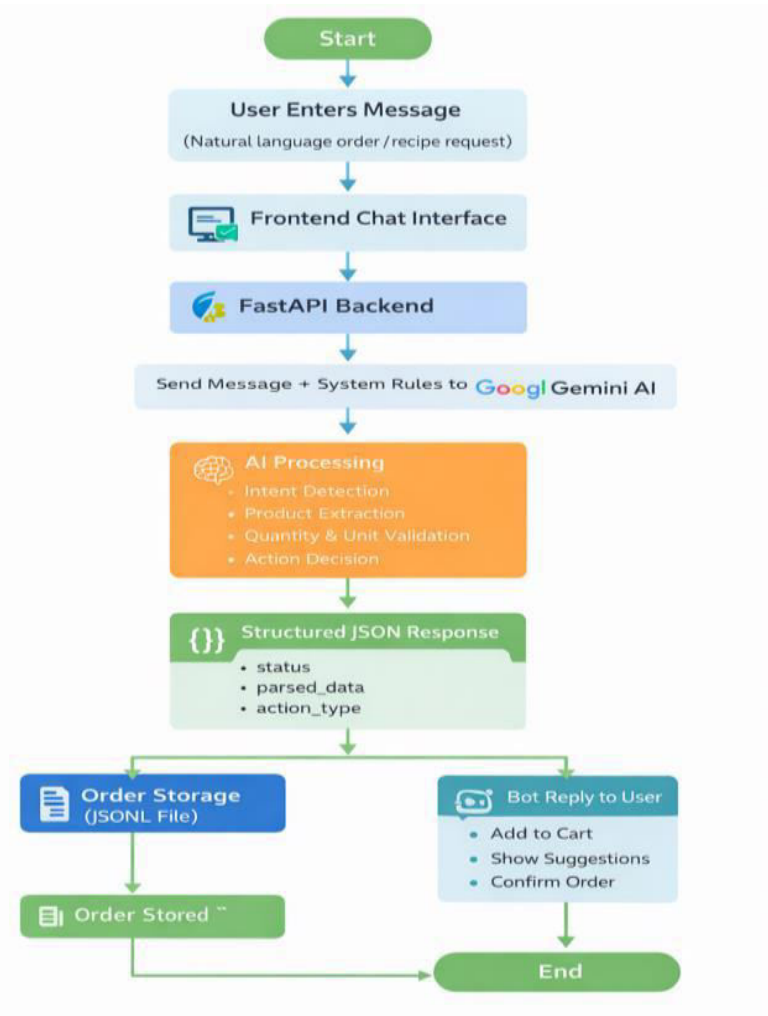 Start
User Enters Message
(Natural language order / recipe request)
Frontend Chat Interface
FastAPI Backend
Send Message + System Rules to Googl Gemini AI
AI Processing
• Intent Detection
• Product Extraction
• Quantity & Unit Validation
• Action Decision
{}} Structured JSON Response
• status
• parsed_data
• action_type
Order Storage
(JSONL File)
Order Stored
Bot Reply to User
• Add to Cart
• Show Suggestions
• Confirm Order
End